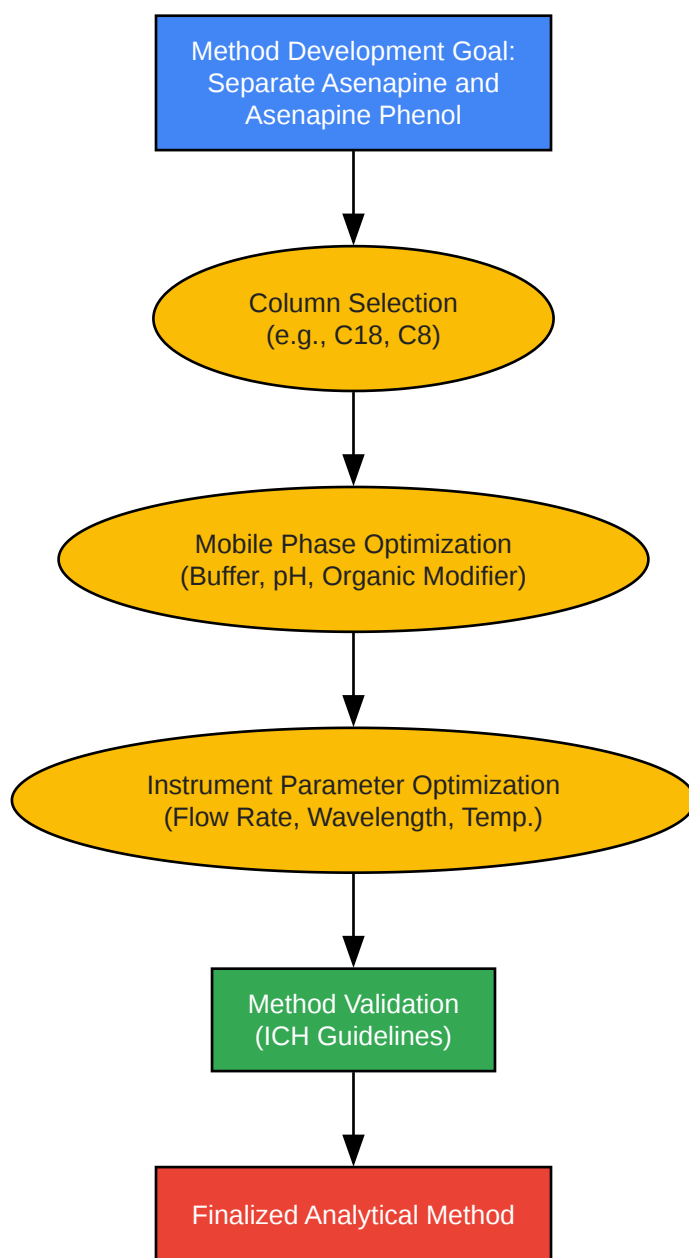 Method Development Goal:
Separate Asenapine and
Asenapine Phenol
Column Selection
(e.g., C18, C8)
Mobile Phase Optimization
(Buffer, pH, Organic Modifier)
Instrument Parameter Optimization
(Flow Rate, Wavelength, Temp.)
Method Validation
(ICH Guidelines)
Finalized Analytical Method